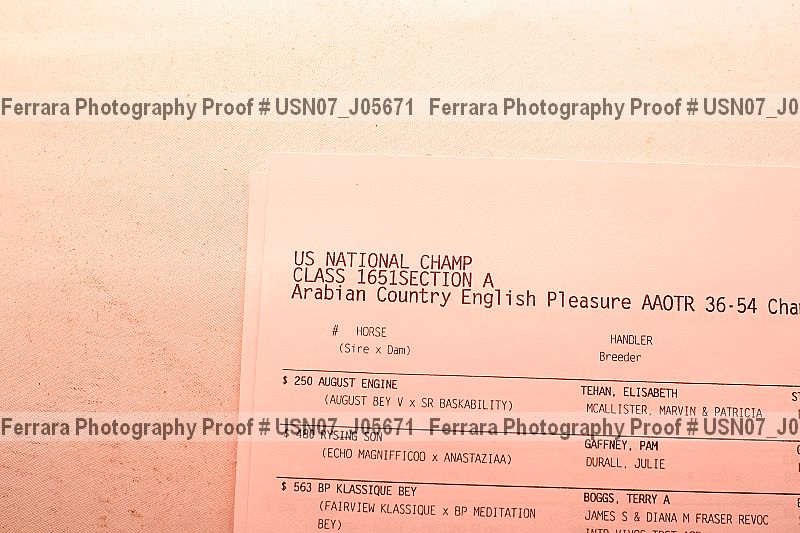 Ferrara Photography Proof # USN07_J05671 Ferrara Photography Proof # USN07_J0
US NATIONAL CHAMP
CLASS 1651SECTION A
Arabian Country English Pleasure AAOTR 36-54 Cha
# HORSE HANDLER
(Sire x Dam) Breeder
$ 250 AUGUST ENGINE TEHAN, ELISABETH ST
(AUGUST BEY V x SR BASKABILITY) MCALLISTER, MARVIN & PATRICIA
Ferrara Photography Proof # USN07_J05671 Ferrara Photography Proof # USN07_J0
$ 480 RYSING SON GAFFNEY, PAM
(ECHO MAGNIFFICOO x ANASTAZIAA) DURALL, JULIE
$ 563 BP KLASSIQUE BEY BOGGS, TERRY A
(FAIRVIEW KLASSIQUE x BP MEDITATION JAMES S & DIANA M FRASER REVOC
BEY)